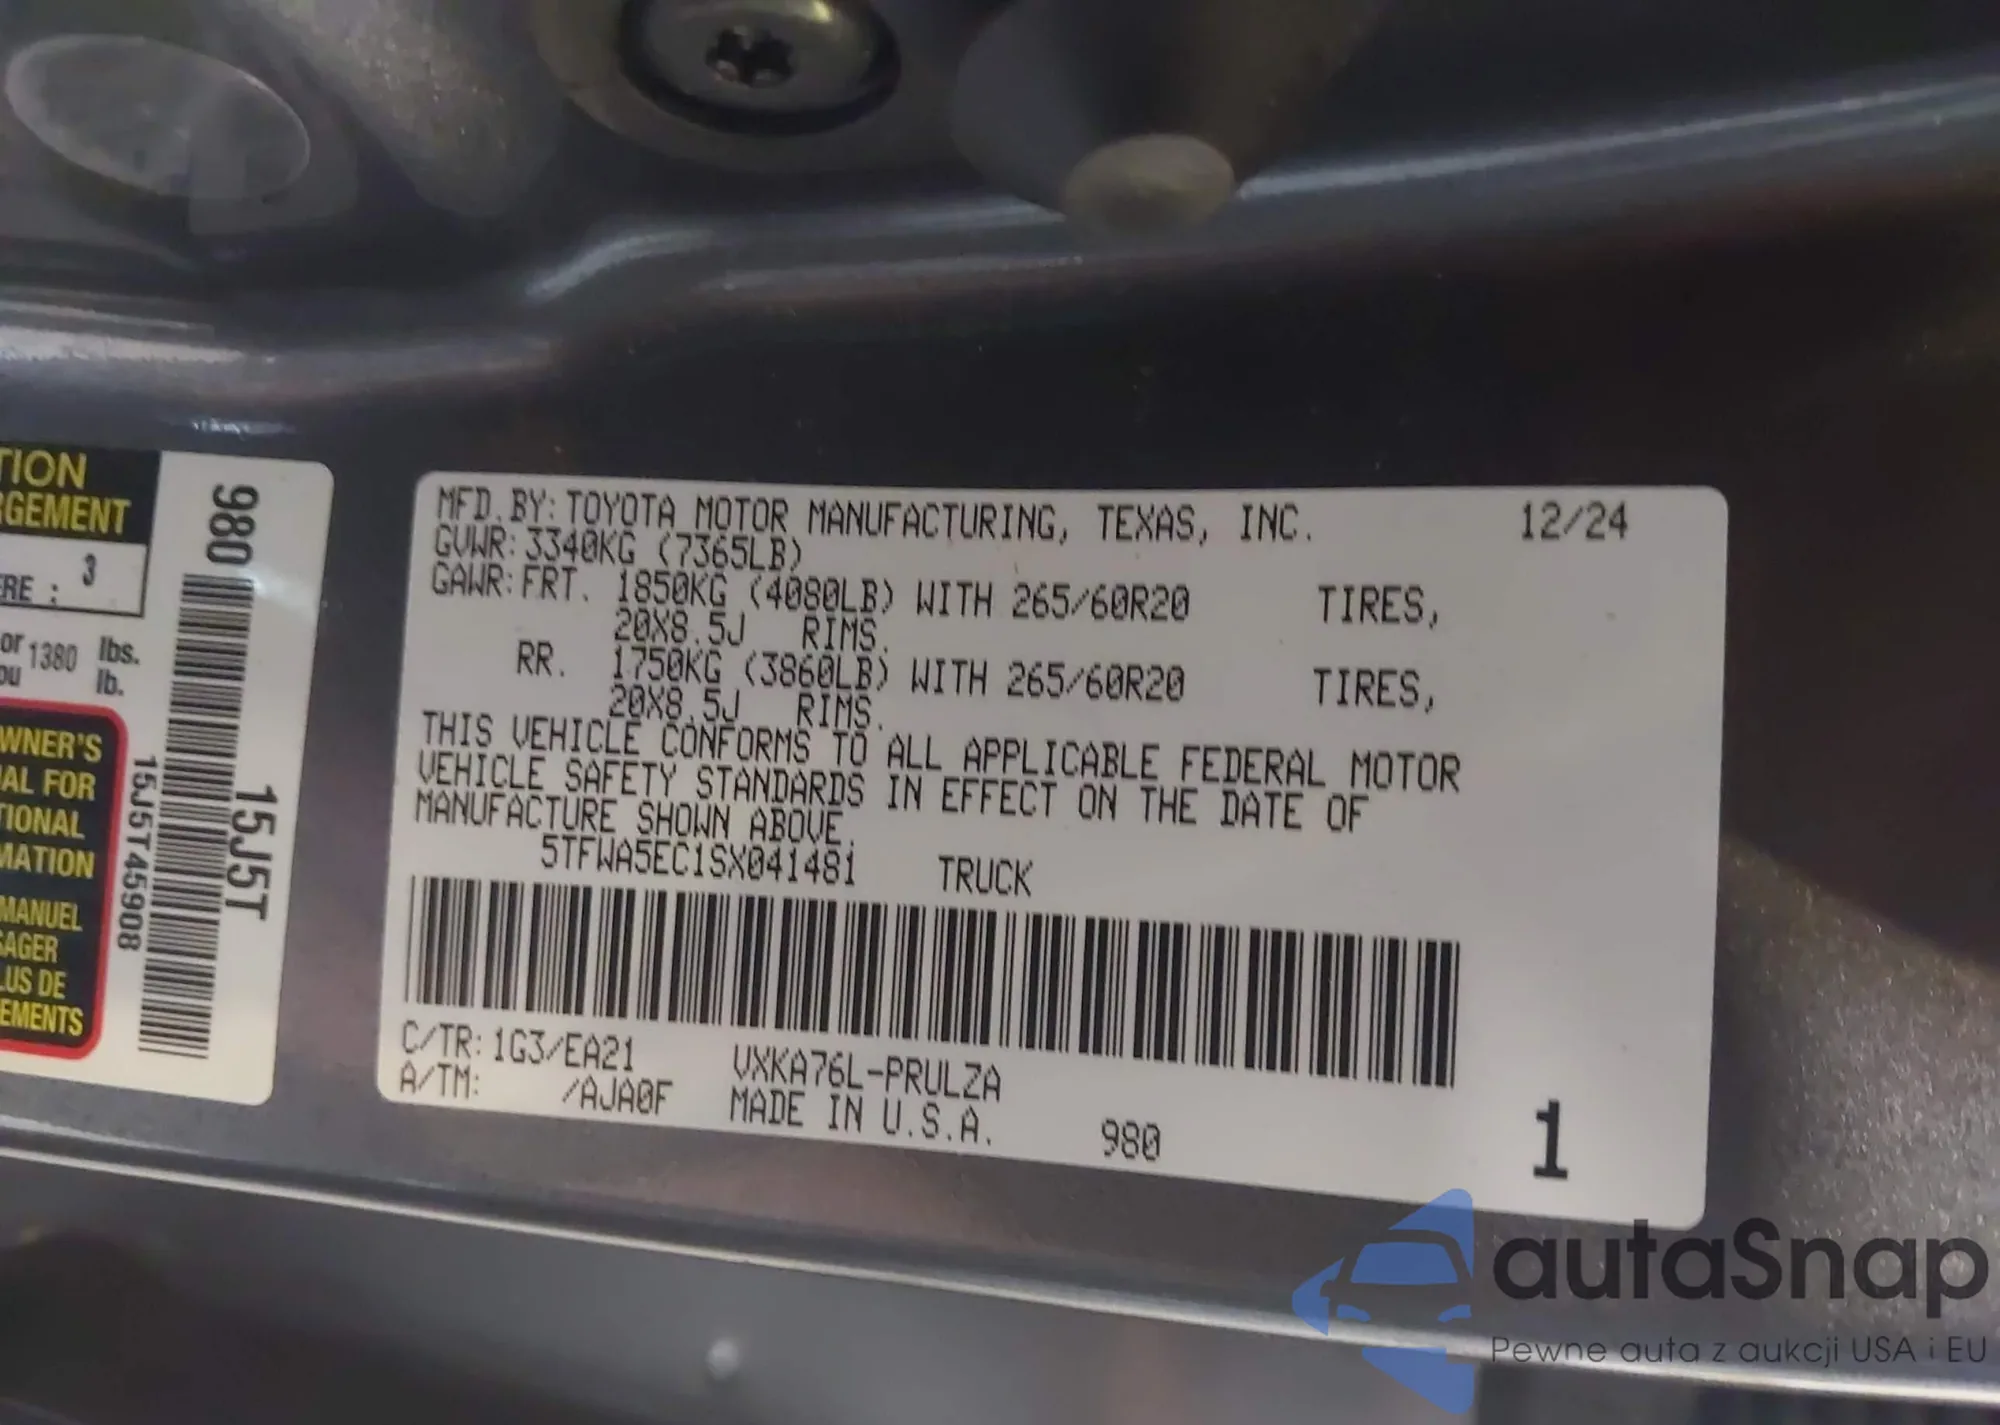 TION
RGEMENT
ERE : 3
or 1380 lbs.
ou lb.
WNER'S
AL FOR
TIONAL
MATION
MANUEL
SAGER
LUS DE
EMENTS
980
15J5T
15J5T45908
MFD.BY: TOYOTA MOTOR MANUFACTURING, TEXAS, INC. 12/24
GVWR: 3340KG (7365LB)
GAWR: FRT. 1850KG (4080LB) WITH 265/60R20 TIRES,
20X8.5J RIMS.
RR. 1750KG (3860LB) WITH 265/60R20 TIRES,
20X8.5J RIMS.
THIS VEHICLE CONFORMS TO ALL APPLICABLE FEDERAL MOTOR
VEHICLE SAFETY STANDARDS IN EFFECT ON THE DATE OF
MANUFACTURE SHOWN ABOVE.
5TFWA5EC1SX041481 TRUCK
C/TR: 1G3/EA21 VXKA76L-PRULZA
A/TM: /AJA0F MADE IN U.S.A. 980
1
autaSnap
Pewne auta z aukcji USA i EU